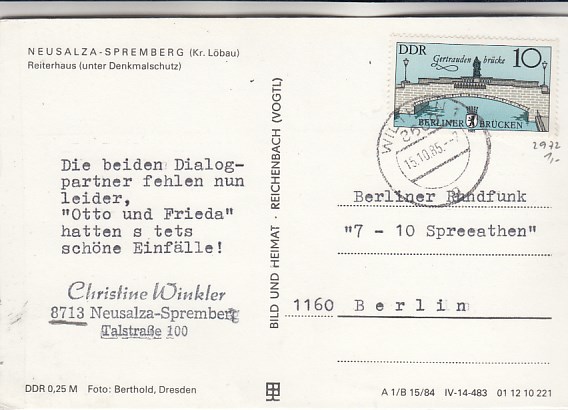 NEUSALZA-SPREMBERG (Kr. Löbau)
Reiterhaus (unter Denkmalschutz)
Die beiden Dialog-
partner fehlen nun
leider,
"Otto und Frieda"
hatten s tets
schöne Einfälle!
Christine Winkler
8713 Neusalza-Spremberg
Talstraße 100
DDR 0,25 M Foto: Berthold, Dresden
BILD UND HEIMAT · REICHENBACH (VOGTL)
DDR 10
Gertrauden brücke
BERLINER BRÜCKEN
15.10.85
2972
1,-
Berliner Rundfunk
"7 - 10 Spreeathen"
1160 Berlin
A 1/B 15/84 IV-14-483 01 12 10 221